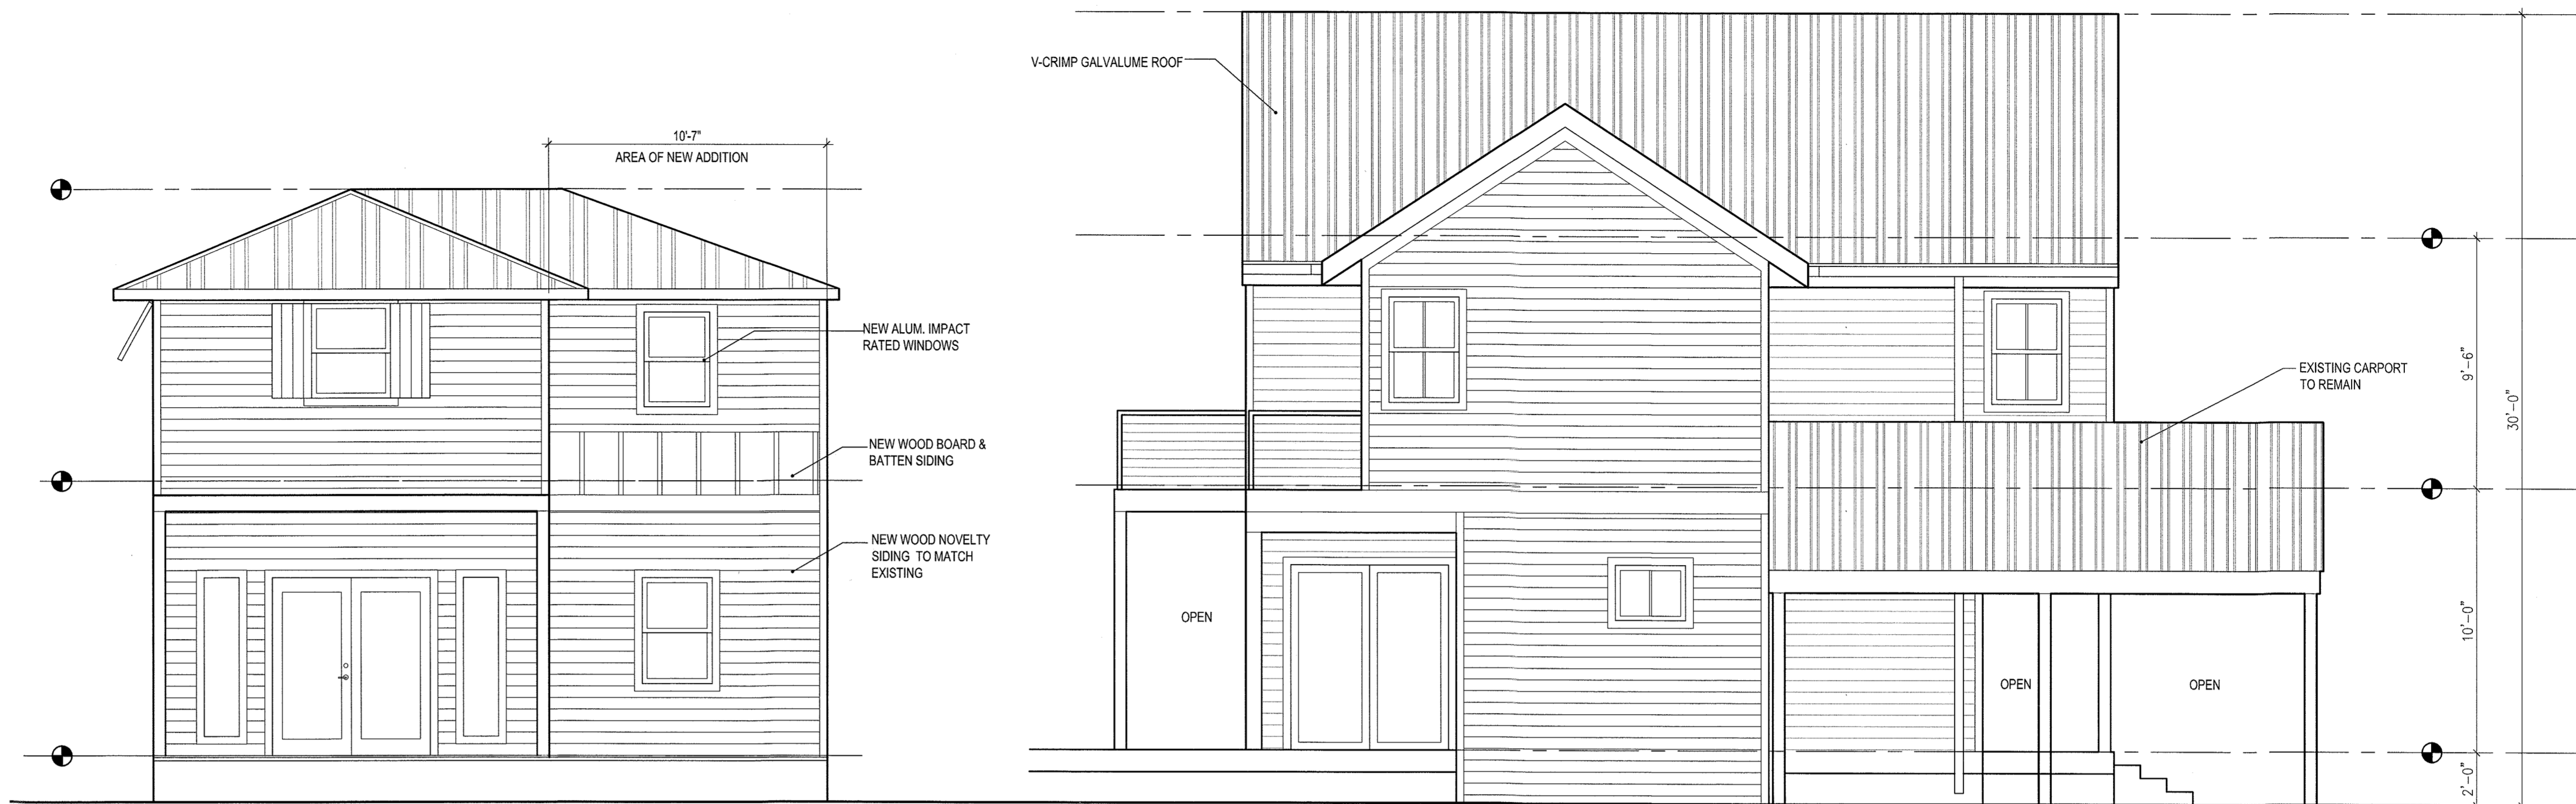 10'-7"
AREA OF NEW ADDITION
NEW ALUM. IMPACT
RATED WINDOWS
NEW WOOD BOARD &
BATTEN SIDING
NEW WOOD NOVELTY
SIDING TO MATCH
EXISTING
V-CRIMP GALVALUME ROOF
EXISTING CARPORT
TO REMAIN
OPEN
OPEN
OPEN
9'-6"
30'-0"
10'-0"
2'-0"